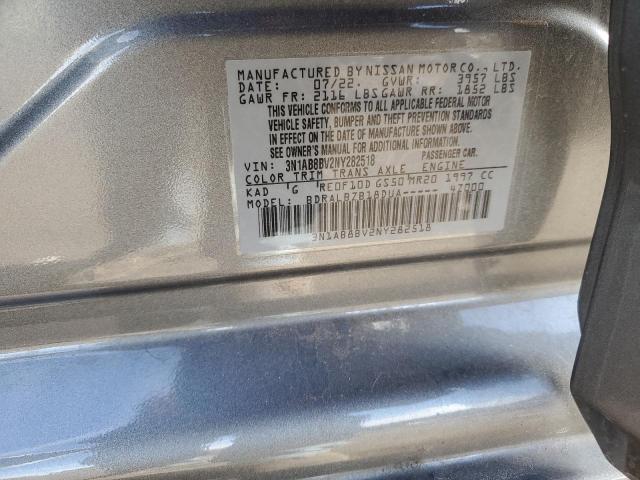 MANUFACTURED BY NISSAN MOTOR CO., LTD.
DATE: 07/22. GVWR: 3957 LBS
GAWR FR: 2116 LBS GAWR RR: 1852 LBS
THIS VEHICLE CONFORMS TO ALL APPLICABLE FEDERAL MOTOR
VEHICLE SAFETY, BUMPER AND THEFT PREVENTION STANDARDS
IN EFFECT ON THE DATE OF MANUFACTURE SHOWN ABOVE.
SEE OWNER'S MANUAL FOR ADDITIONAL INFORMATION.
VIN: 3N1AB8BV2NY282518 PASSENGER CAR.
COLOR TRIM TRANS AXLE ENGINE
KAD G RE0F10D GS50 MR20 1997 CC
MODEL: BDRALB7B18DUA----- 47000
3N1AB8BV2NY282518